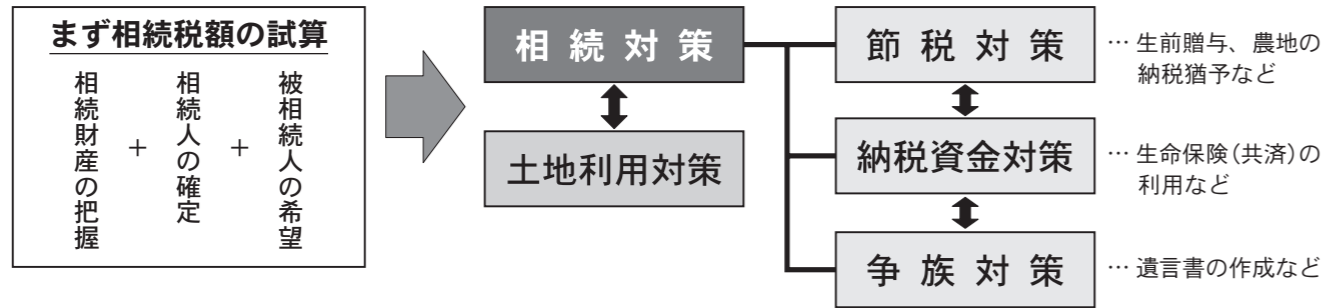 まず相続税額の試算
相続財産の把握
+
相続人の確定
+
被相続人の希望
相続対策
土地利用対策
節税対策
… 生前贈与、農地の
納税猶予など
納税資金対策
… 生命保険(共済)の
利用など
争族対策
… 遺言書の作成など